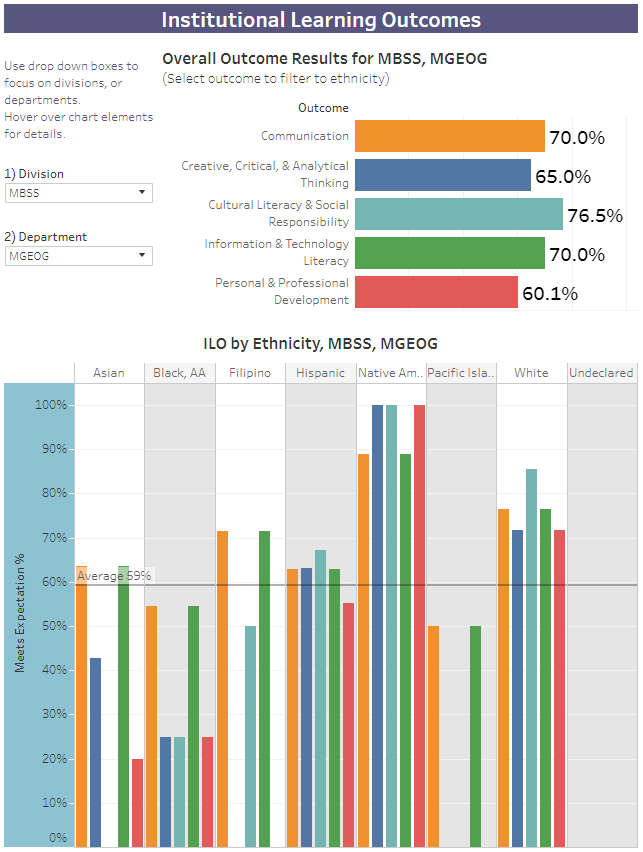 Institutional Learning Outcomes
Use drop down boxes to
focus on divisions, or
departments.
Hover over chart elements
for details.
1) Division
MBSS
2) Department
MGEOG
Overall Outcome Results for MBSS, MGEOG
(Select outcome to filter to ethnicity)
Outcome
Communication
70.0%
Creative, Critical, & Analytical
Thinking
65.0%
Cultural Literacy & Social
Responsibility
76.5%
Information & Technology
Literacy
70.0%
Personal & Professional
Development
60.1%
ILO by Ethnicity, MBSS, MGEOG
Asian
Black, AA
Filipino
Hispanic
Native Am..
Pacific Isla..
White
Undeclared
Meets Expectation %
100%
90%
80%
70%
60%
50%
40%
30%
20%
10%
0%
Average 59%